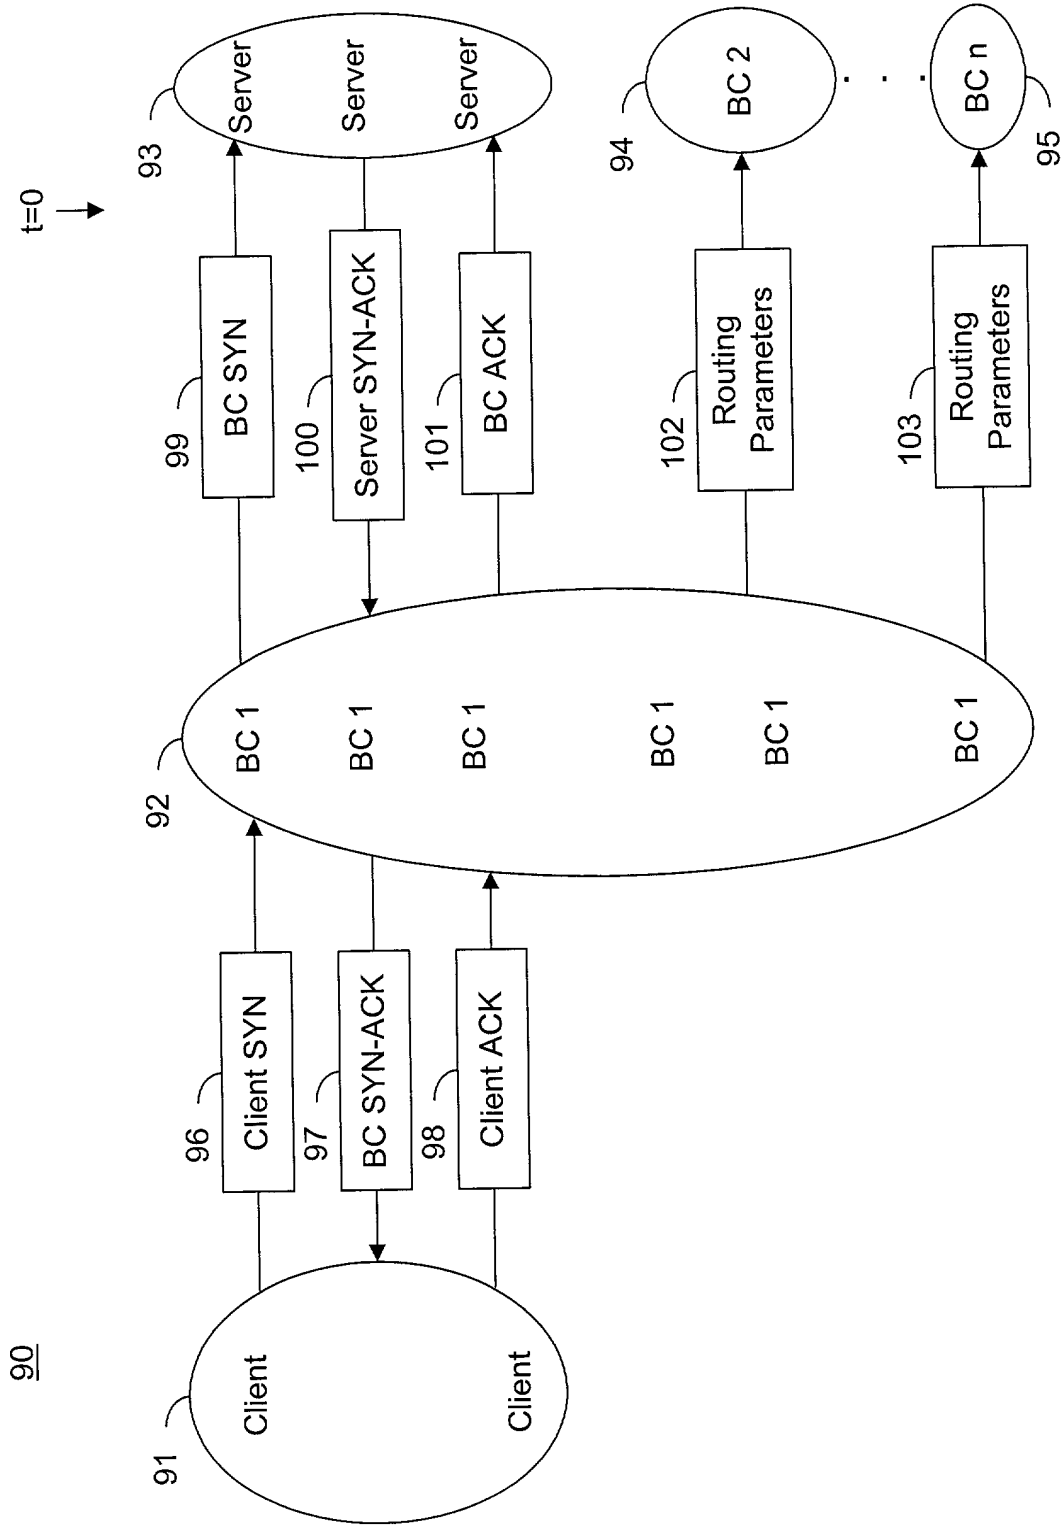 90
t=0
91
Client
Client
96
Client SYN
97
BC SYN-ACK
98
Client ACK
92
BC 1
BC 1
BC 1
BC 1
BC 1
BC 1
99
BC SYN
100
Server SYN-ACK
101
BC ACK
102
Routing
Parameters
103
Routing
Parameters
93
Server
Server
Server
94
BC 2
. . .
BC n
95